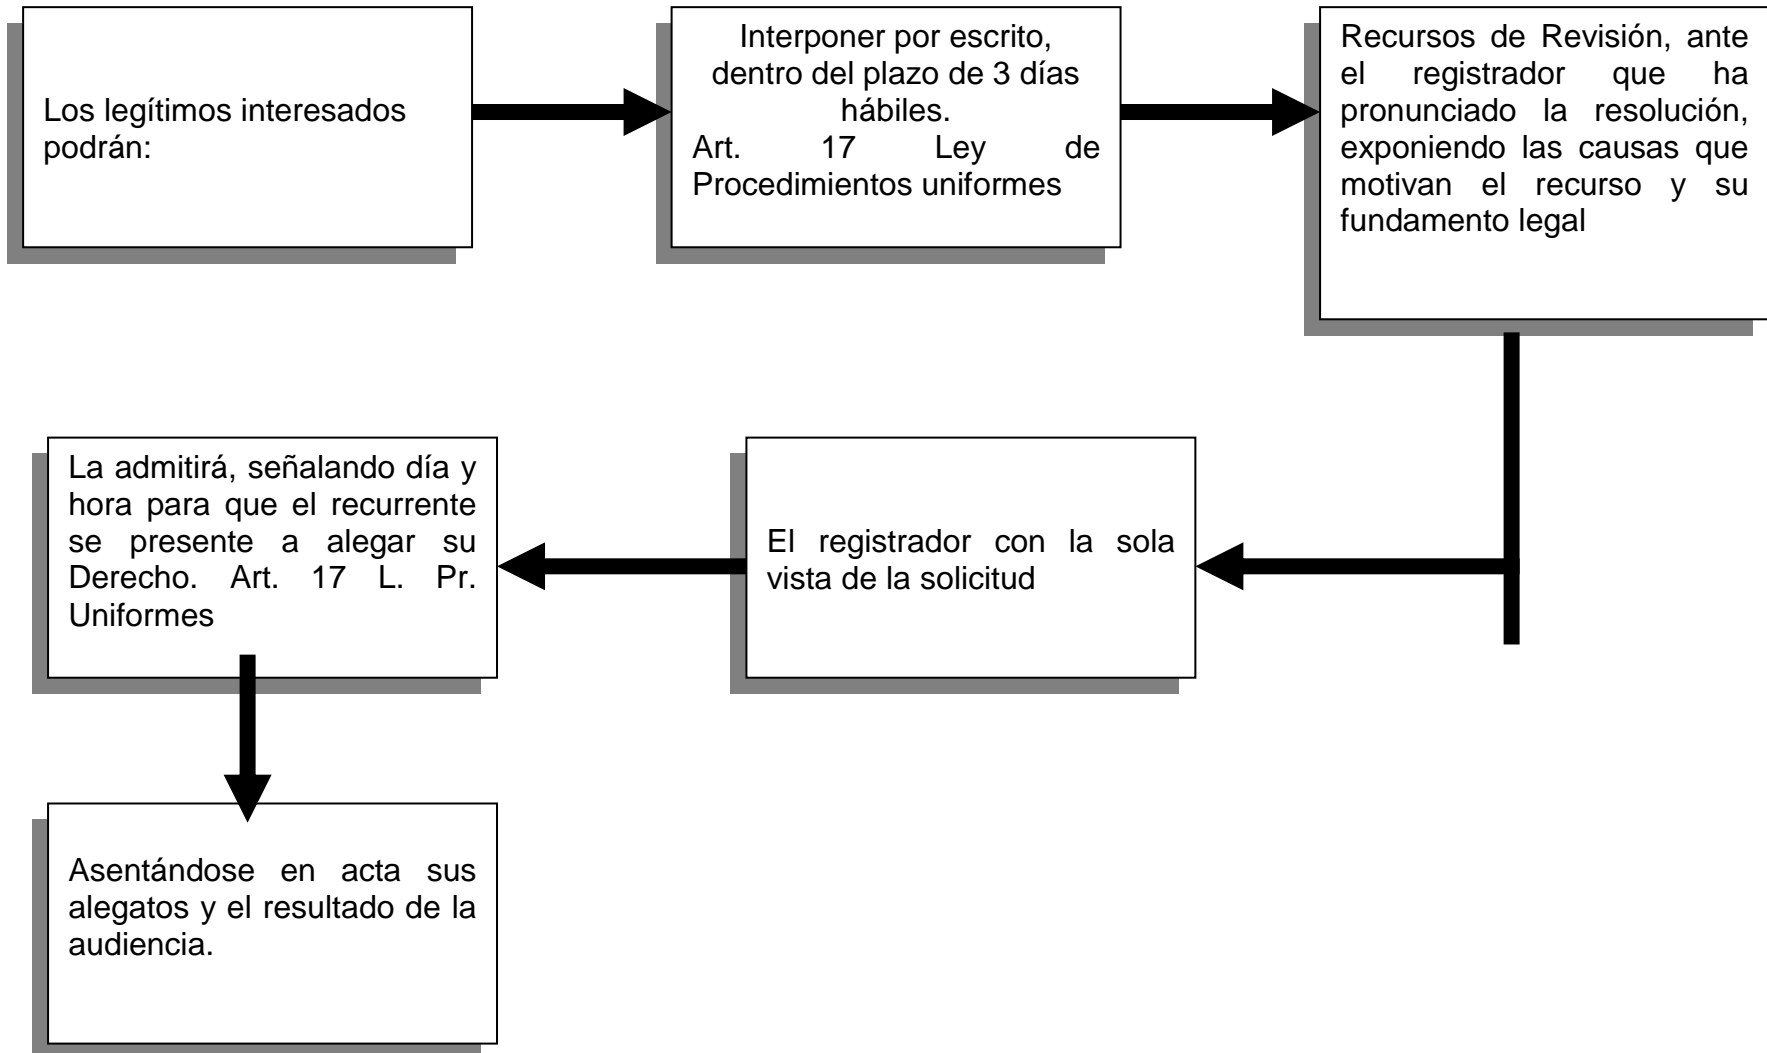 Los legítimos interesados
podrán:
Interponer por escrito,
dentro del plazo de 3 días
hábiles.
Art. 17 Ley de
Procedimientos uniformes
Recursos de Revisión, ante
el registrador que ha
pronunciado la resolución,
exponiendo las causas que
motivan el recurso y su
fundamento legal
El registrador con la sola
vista de la solicitud
La admitirá, señalando día y
hora para que el recurrente
se presente a alegar su
Derecho. Art. 17 L. Pr.
Uniformes
Asentándose en acta sus
alegatos y el resultado de la
audiencia.